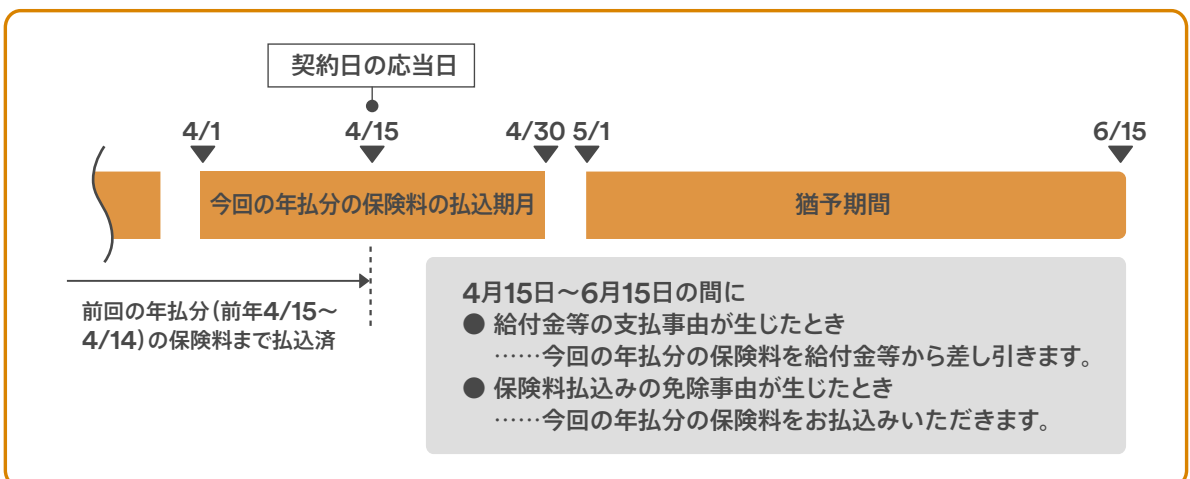 契約日の応当日
4/1 4/15 4/30 5/1 6/15
今回の年払分の保険料の払込期月 猶予期間
前回の年払分（前年4/15〜
4/14）の保険料まで払込済
4月15日〜6月15日の間に
● 給付金等の支払事由が生じたとき
……今回の年払分の保険料を給付金等から差し引きます。
● 保険料払込みの免除事由が生じたとき
……今回の年払分の保険料をお払込みいただきます。